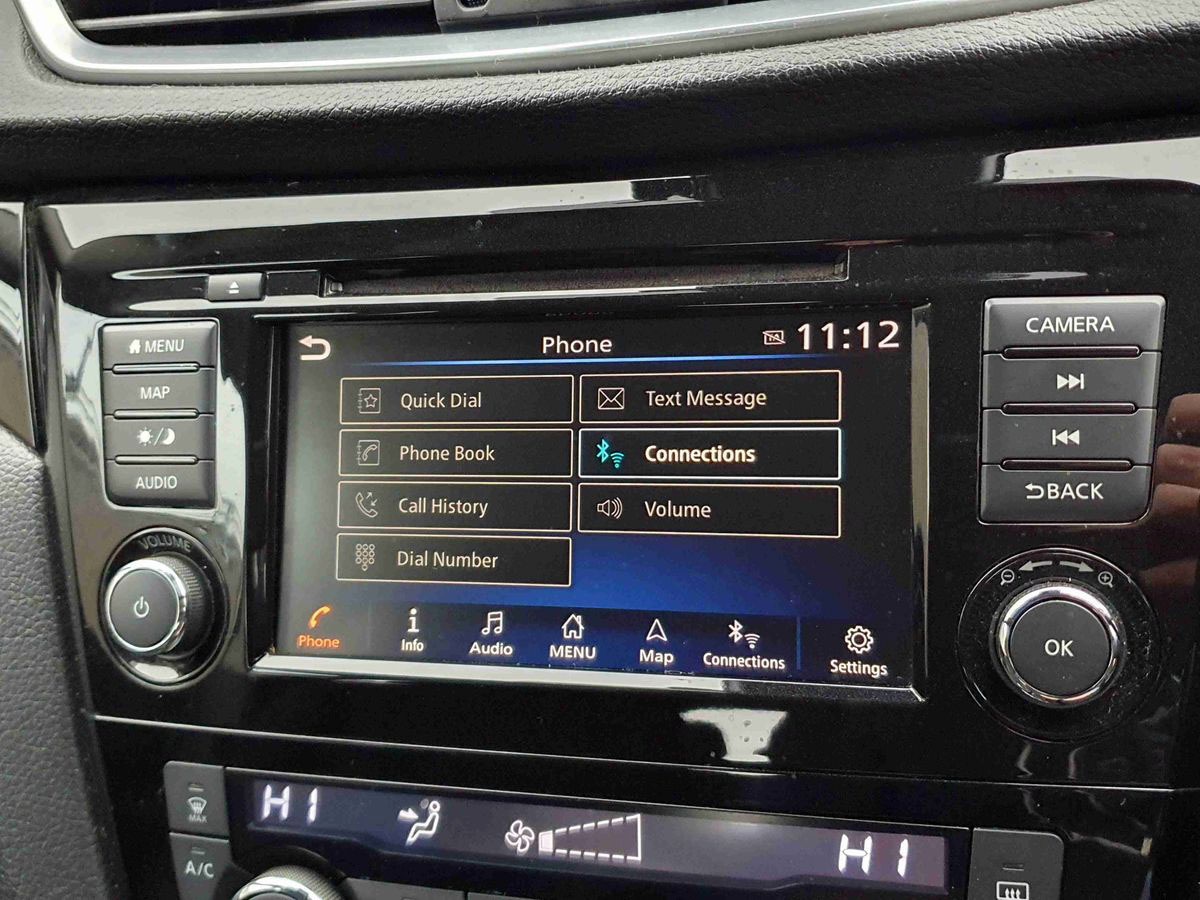 MENU
MAP
AUDIO
VOLUME
Phone
TA
11:12
Quick Dial
Text Message
Phone Book
Connections
Call History
Volume
Dial Number
Phone
Info
Audio
MENU
Map
Connections
Settings
CAMERA
BACK
OK
MAX
A/C
HI
HI